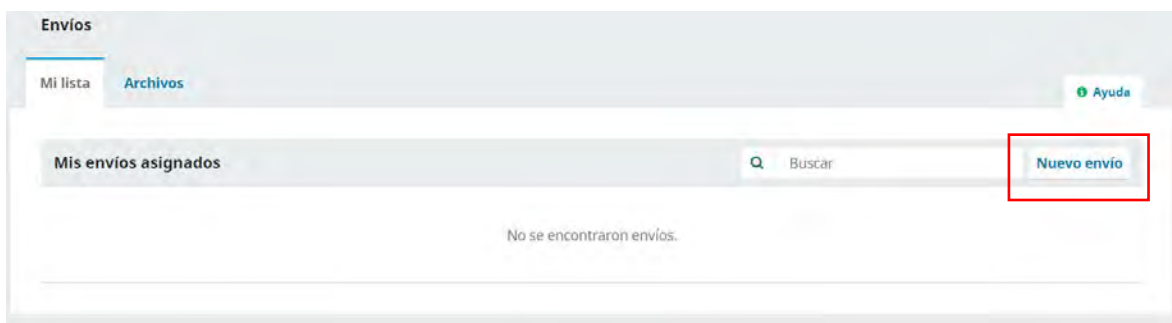 Envíos
Mi lista Archivos
Ayuda
Mis envíos asignados Buscar Nuevo envío
No se encontraron envíos.